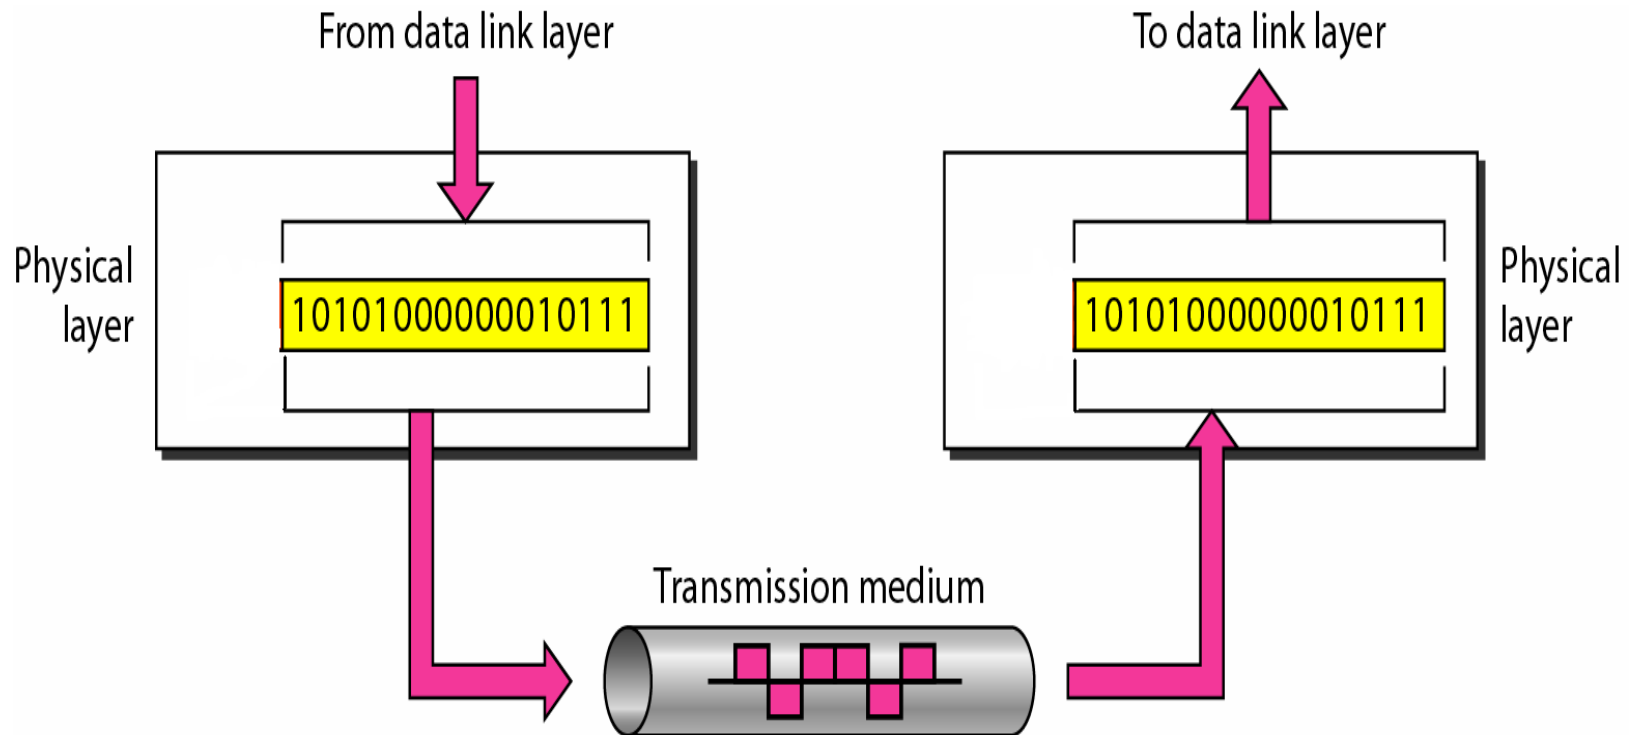 From data link layer
To data link layer
Physical
layer
10101000000010111
10101000000010111
Physical
layer
Transmission medium